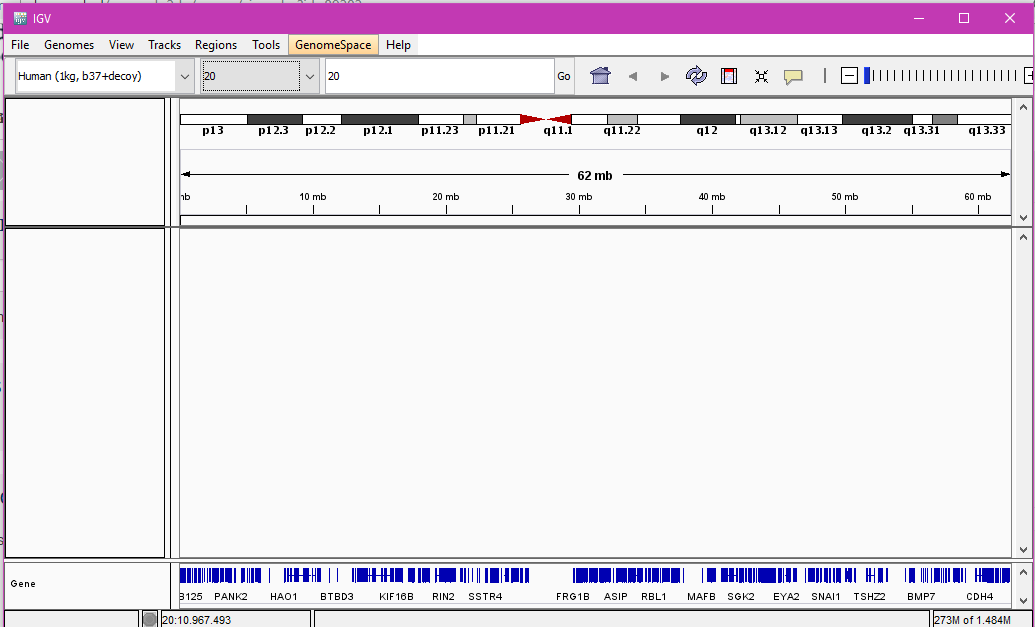 IGV
File Genomes View Tracks Regions Tools GenomeSpace Help
Human (1kg, b37+decoy) 20 20 Go
p13 p12.3 p12.2 p12.1 p11.23 p11.21 q11.1 q11.22 q12 q13.12 q13.13 q13.2 q13.31 q13.33
62 mb
10 mb 20 mb 30 mb 40 mb 50 mb 60 mb
Gene
PANK2 HAO1 BTBD3 KIF16B RIN2 SSTR4 FRG1B ASIP RBL1 MAFB SGK2 EYA2 SNAI1 TSHZ2 BMP7 CDH4
20:10.967.493 273M of 1.484M